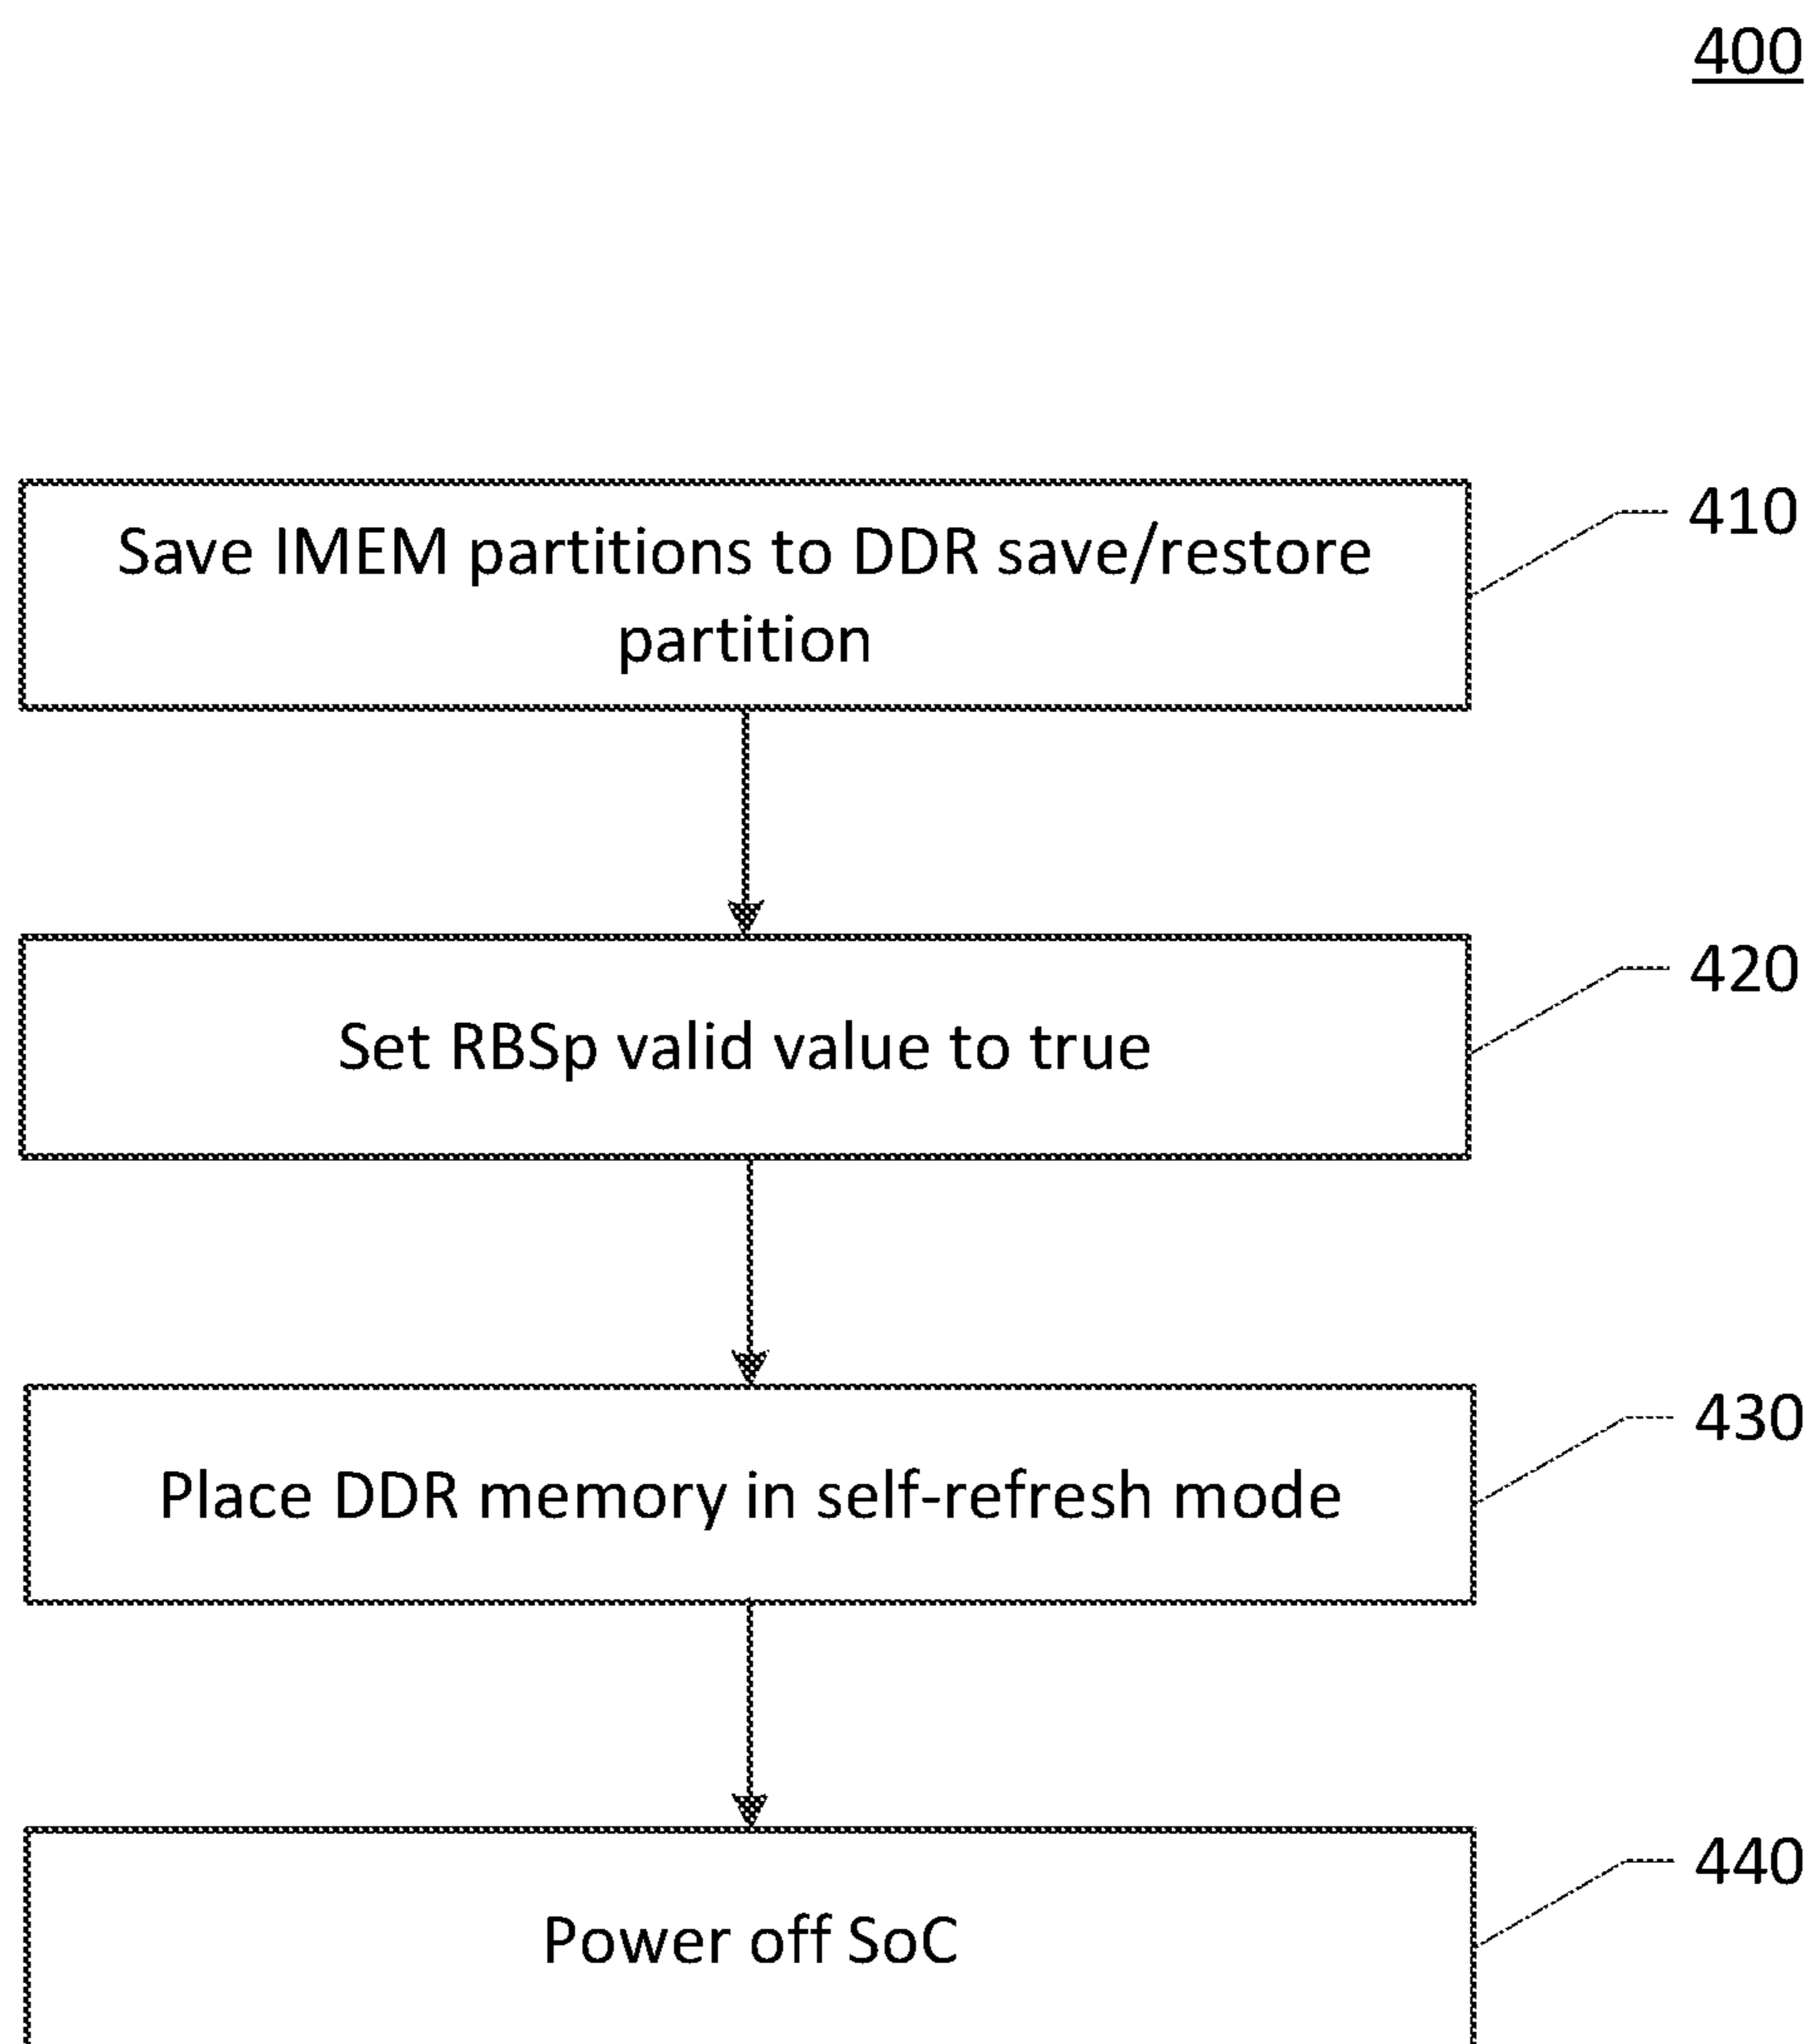 400
Save IMEM partitions to DDR save/restore
partition
410
Set RBSp valid value to true
420
Place DDR memory in self-refresh mode
430
Power off SoC
440